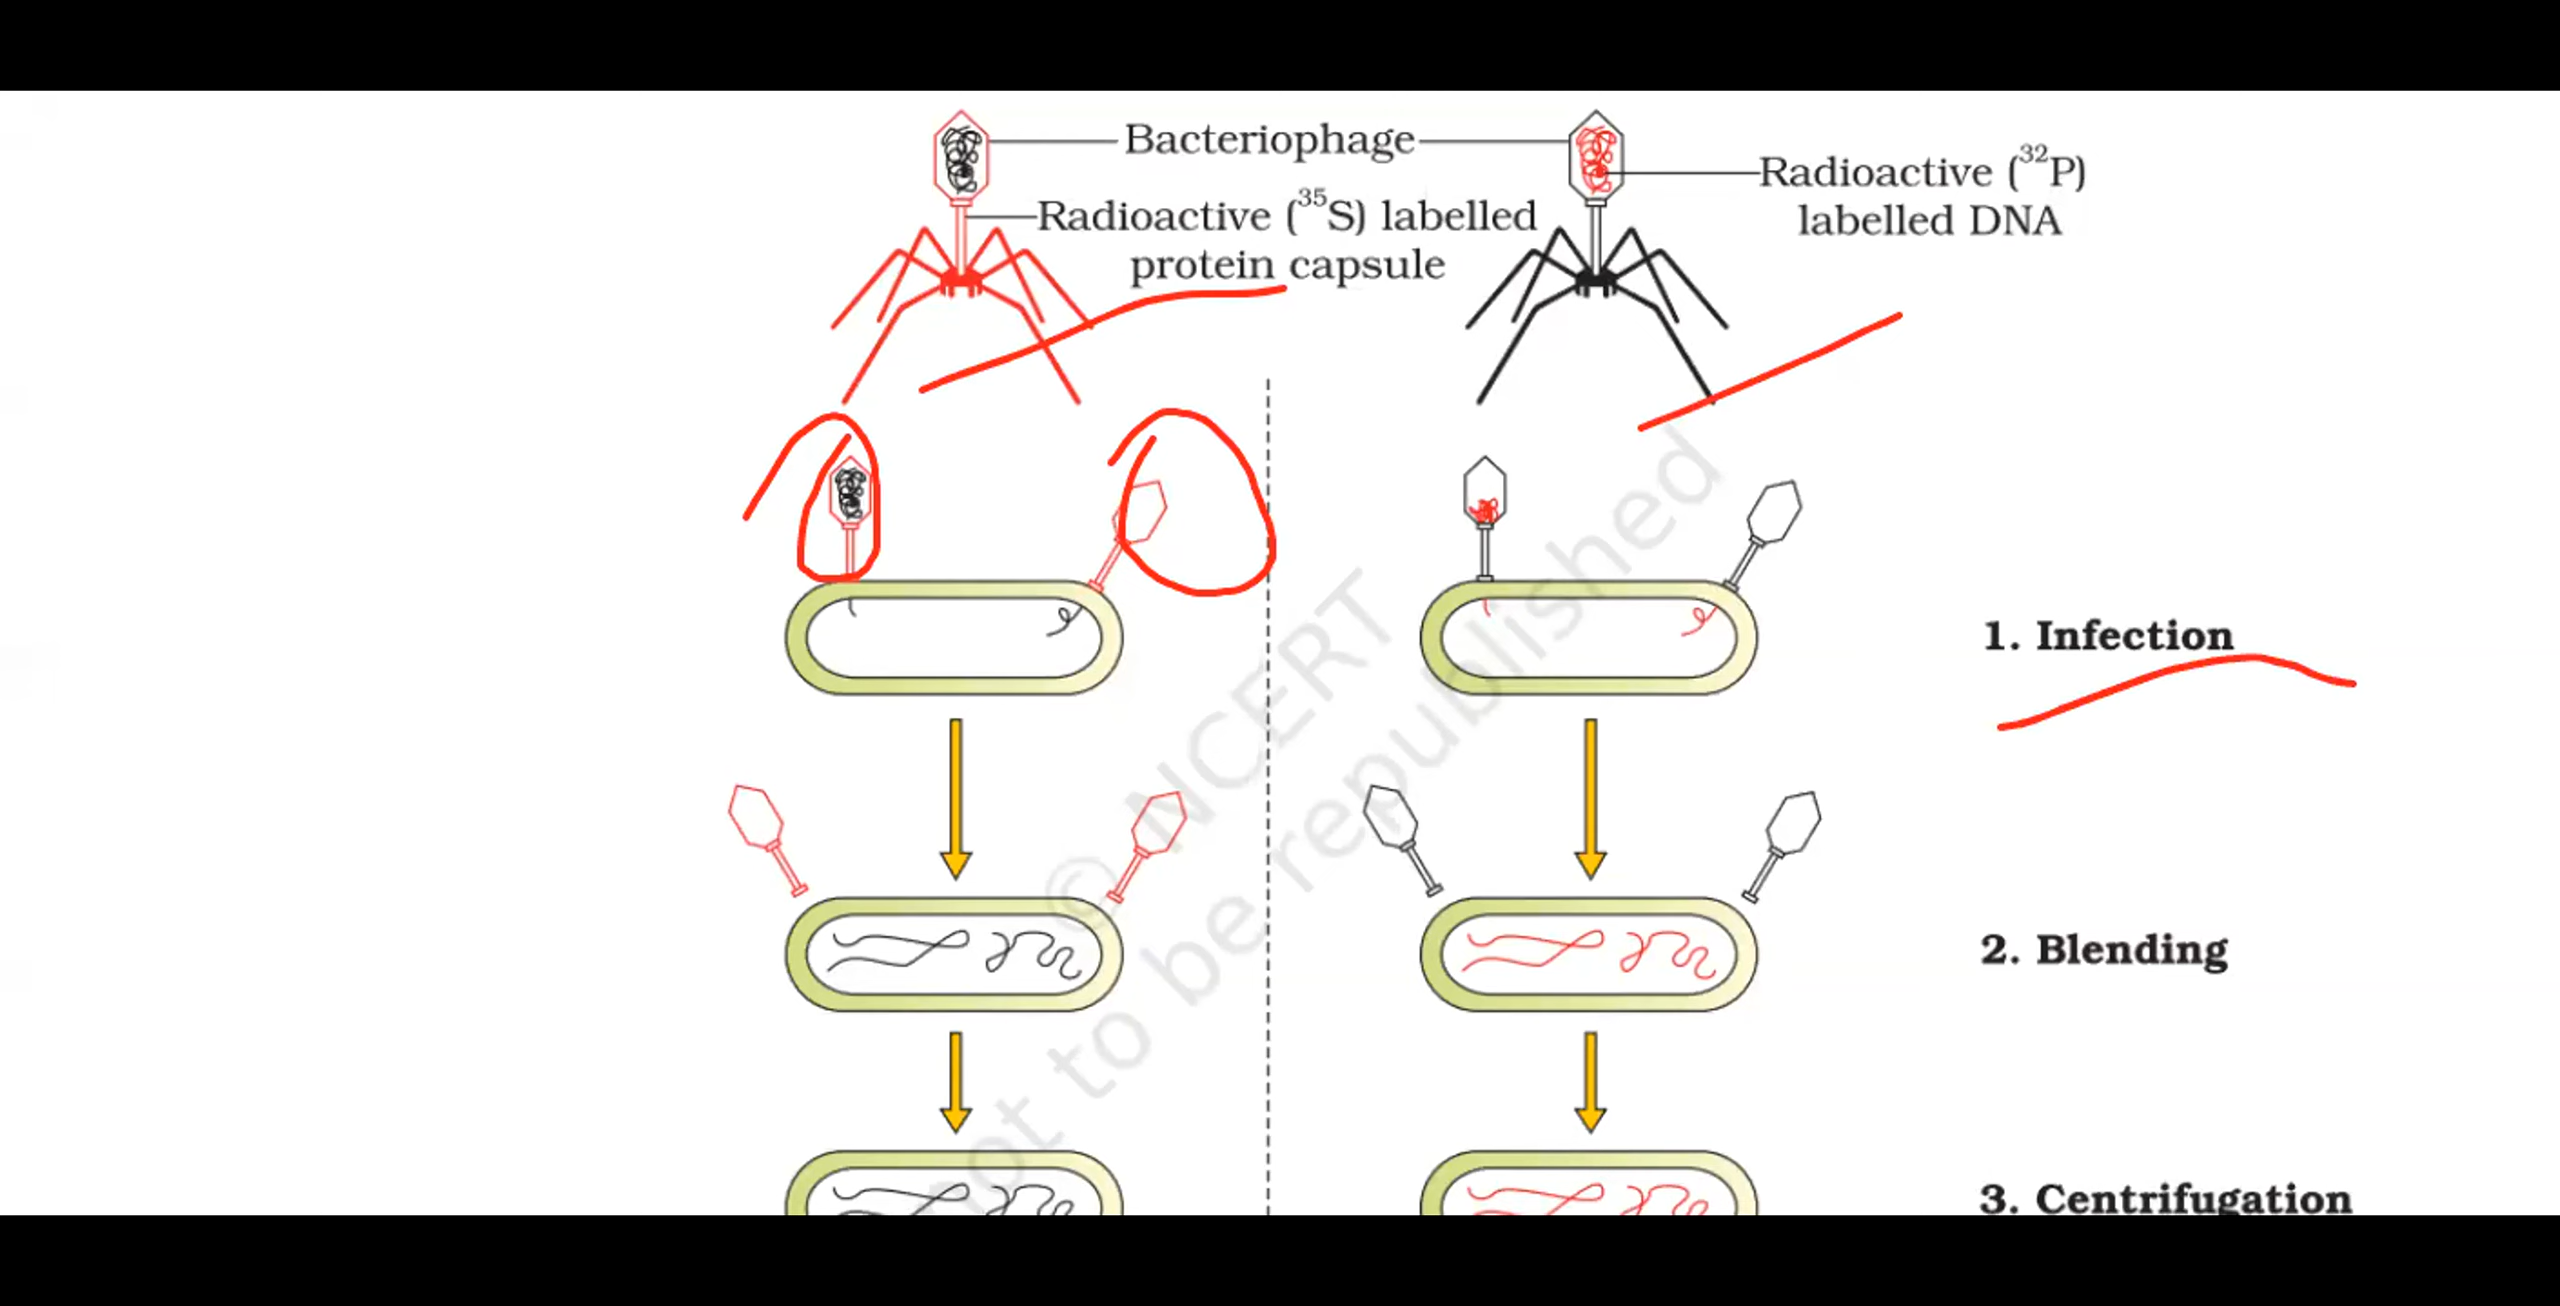 Bacteriophage
Radioactive (³²P)
labelled DNA
Radioactive (³⁵S) labelled
protein capsule
1. Infection
© NCERT
not to be republished
2. Blending
3. Centrifugation